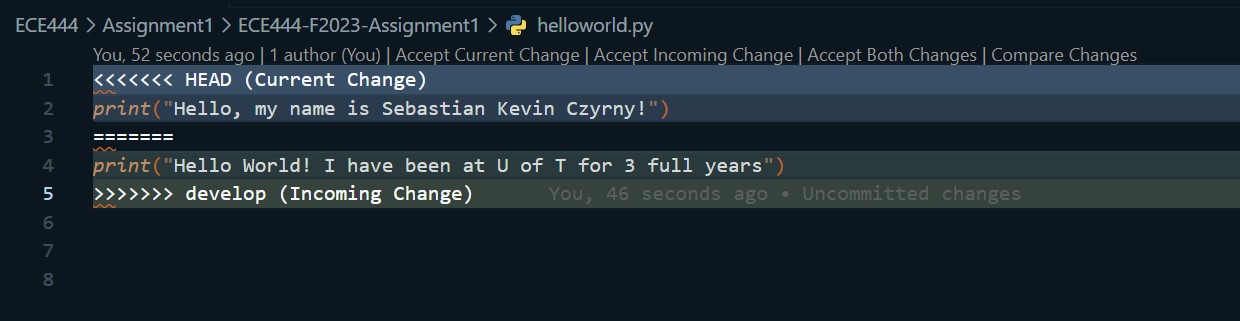 ECE444 > Assignment1 > ECE444-F2023-Assignment1 > helloworld.py
You, 52 seconds ago | 1 author (You) | Accept Current Change | Accept Incoming Change | Accept Both Changes | Compare Changes
1 <<<<<<< HEAD (Current Change)
2 print("Hello, my name is Sebastian Kevin Czyrny!")
3 =======
4 print("Hello World! I have been at U of T for 3 full years")
5 >>>>>>> develop (Incoming Change) You, 46 seconds ago • Uncommitted changes
6
7
8